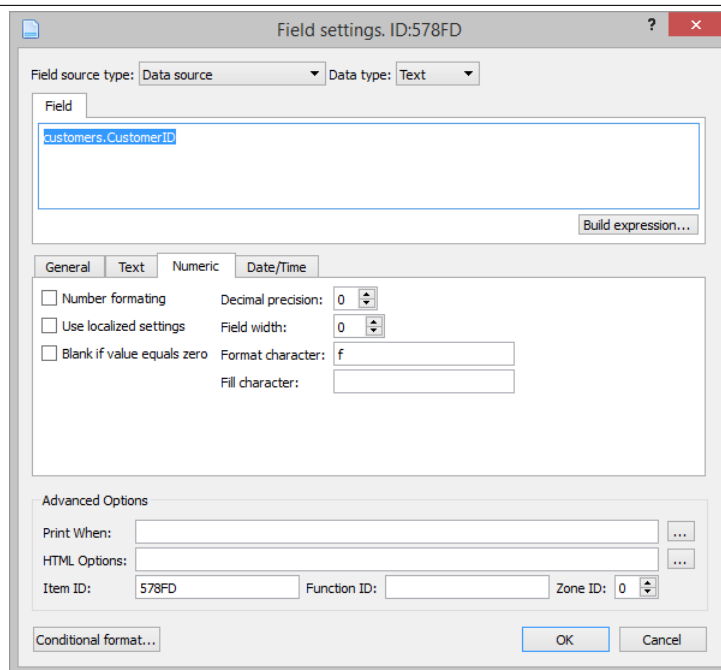 Field settings. ID:578FD ?
Field source type: Data source Data type: Text
Field
customers.CustomerID
Build expression...
General Text Numeric Date/Time
Number formating Decimal precision: 0
Use localized settings Field width: 0
Blank if value equals zero Format character: f
Fill character:
Advanced Options
Print When: ...
HTML Options: ...
Item ID: 578FD Function ID: Zone ID: 0
Conditional format... OK Cancel